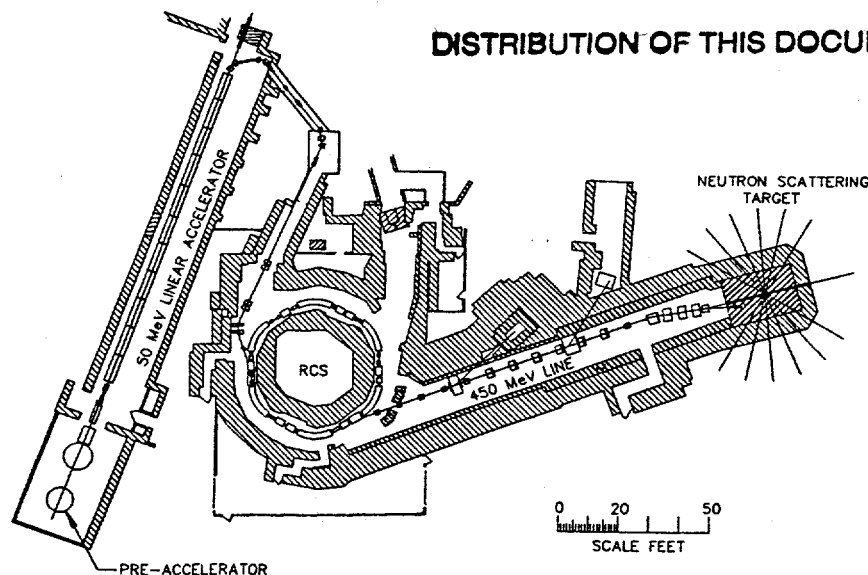 DISTRIBUTION OF THIS DOCU
50 MeV LINEAR ACCELERATOR
NEUTRON SCATTERING
TARGET
RCS
450 MeV LINE
0 20 50
SCALE FEET
PRE-ACCELERATOR